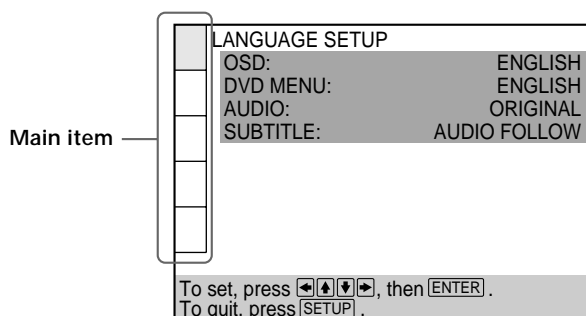 LANGUAGE SETUP
OSD: ENGLISH
DVD MENU: ENGLISH
AUDIO: ORIGINAL
SUBTITLE: AUDIO FOLLOW
Main item
To set, press ←↑↓→, then ENTER .
To quit, press SETUP .